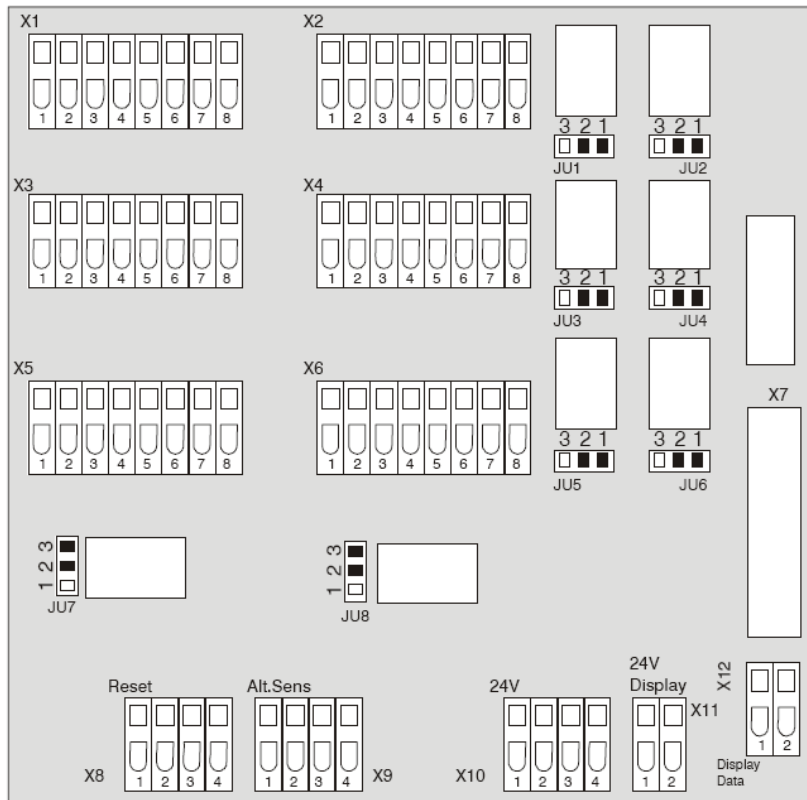 X1 X2
1 2 3 4 5 6 7 8 1 2 3 4 5 6 7 8
3 2 1 3 2 1
JU1 JU2
X3 X4
1 2 3 4 5 6 7 8 1 2 3 4 5 6 7 8
3 2 1 3 2 1
JU3 JU4
X5 X6 X7
1 2 3 4 5 6 7 8 1 2 3 4 5 6 7 8
3 2 1 3 2 1
JU5 JU6
3 2 1 3 2 1
JU7 JU8
Reset Alt.Sens 24V 24V
Display
X12
X11
X8 1 2 3 4 1 2 3 4 X9 X10 1 2 3 4 1 2
1 2
Display
Data